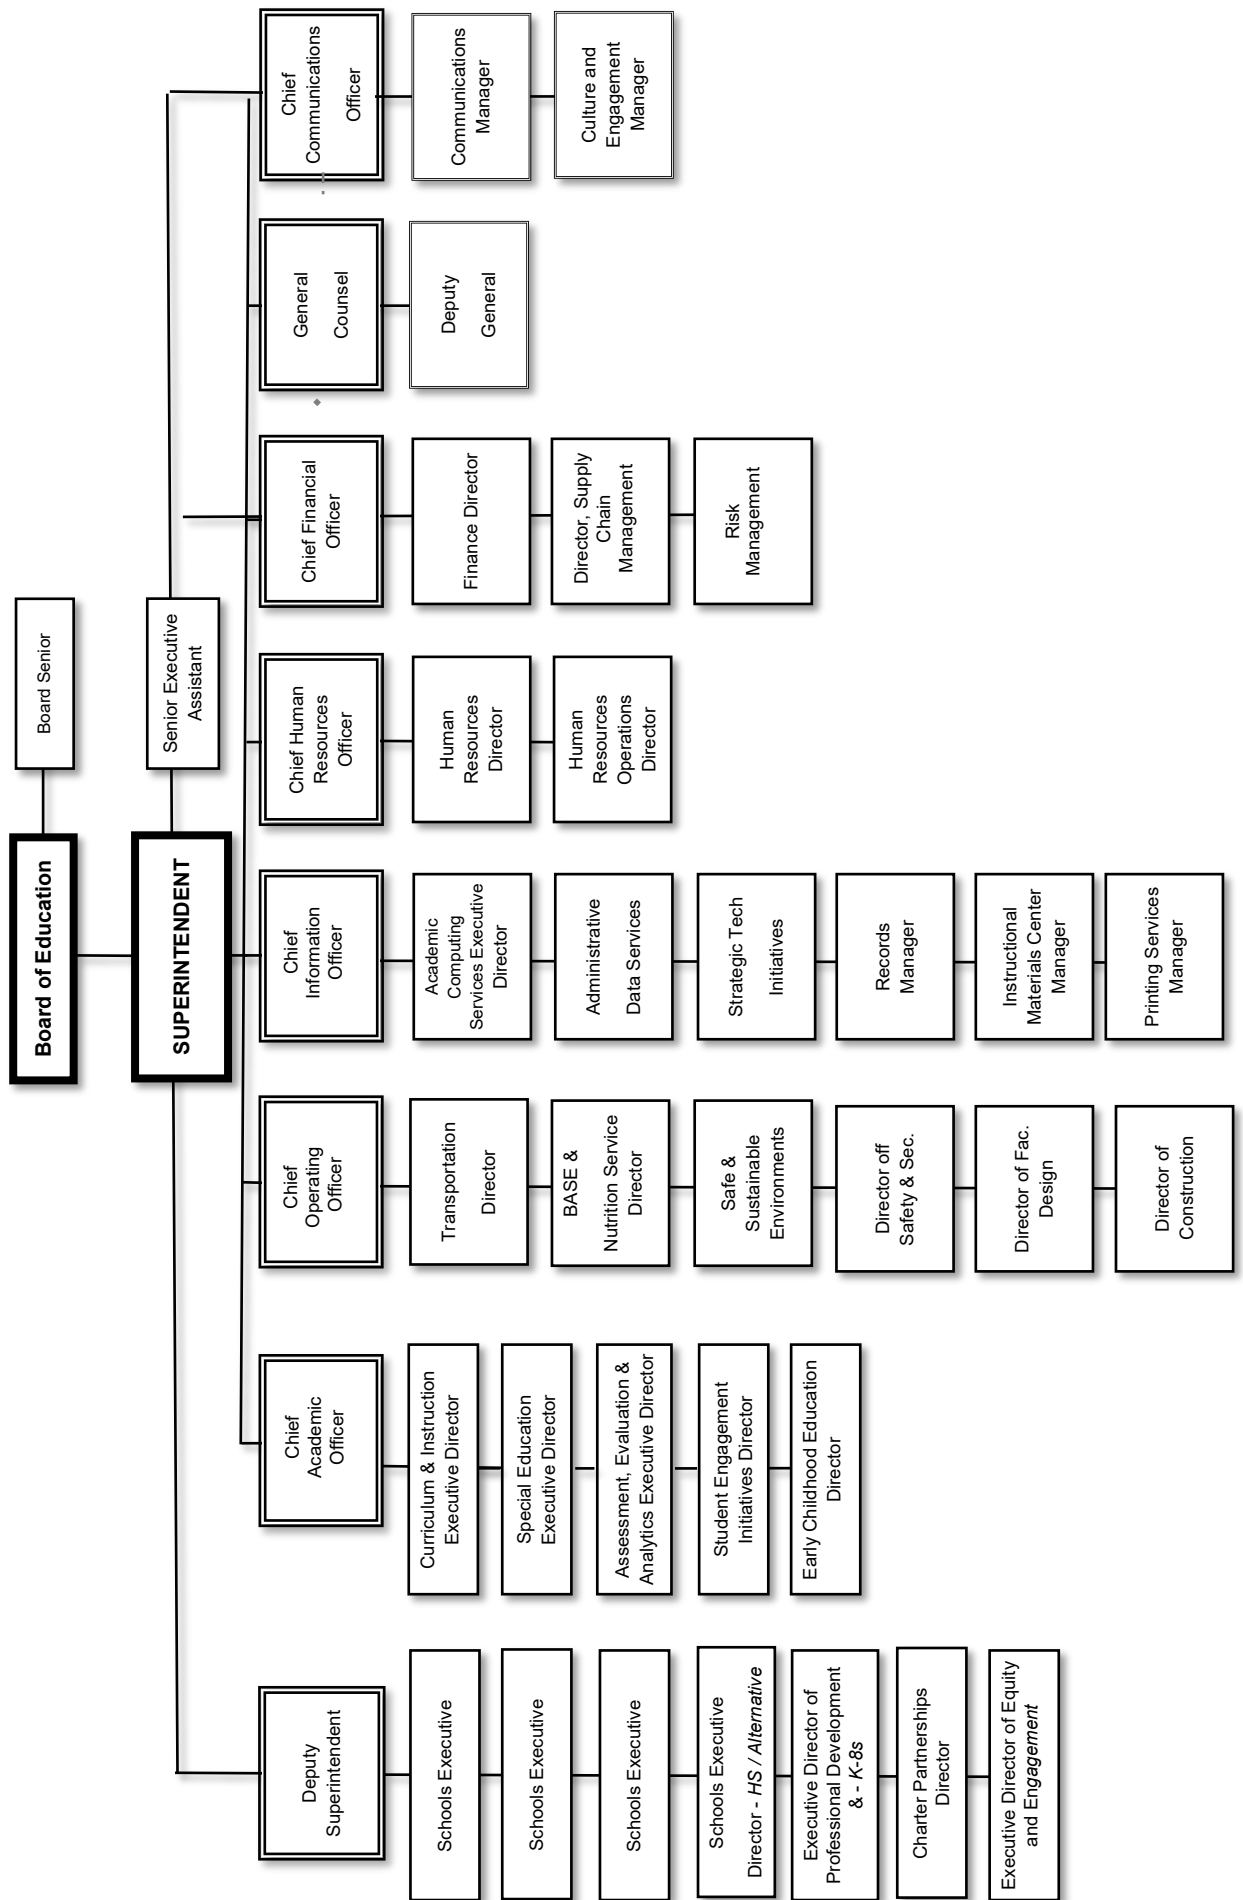 Board of Education
Board Senior
SUPERINTENDENT
Senior Executive
Assistant
Deputy
Superintendent
Schools Executive
Schools Executive
Schools Executive
Schools Executive
Director - HS / Alternative
Executive Director of
Professional Development
& - K-8s
Charter Partnerships
Director
Executive Director of Equity
and Engagement
Chief
Academic
Officer
Curriculum & Instruction
Executive Director
Special Education
Executive Director
Assessment, Evaluation &
Analytics Executive Director
Student Engagement
Initiatives Director
Early Childhood Education
Director
Chief
Operating
Officer
Transportation
Director
BASE &
Nutrition Service
Director
Safe &
Sustainable
Environments
Director off
Safety & Sec.
Director of Fac.
Design
Director of
Construction
Chief
Information
Officer
Academic
Computing
Services Executive
Director
Administrative
Data Services
Strategic Tech
Initiatives
Records
Manager
Instructional
Materials Center
Manager
Printing Services
Manager
Chief Human
Resources
Officer
Human
Resources
Director
Human
Resources
Operations
Director
Chief Financial
Officer
Finance Director
Director, Supply
Chain
Management
Risk
Management
General
Counsel
Deputy
General
Chief
Communications
Officer
Communications
Manager
Culture and
Engagement
Manager